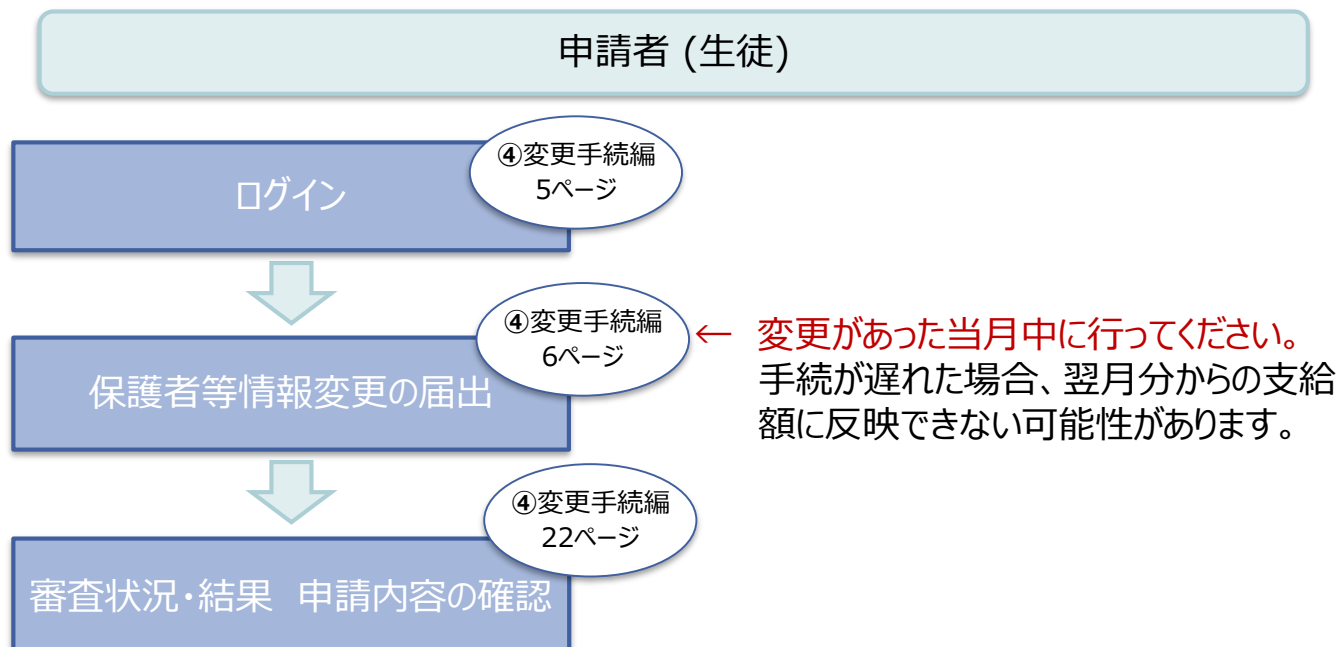 申請者 (生徒)
④変更手続編
5ページ
ログイン
④変更手続編
6ページ
← 変更があった当月中に行ってください。
手続が遅れた場合、翌月分からの支給
額に反映できない可能性があります。
保護者等情報変更の届出
④変更手続編
22ページ
審査状況・結果　申請内容の確認